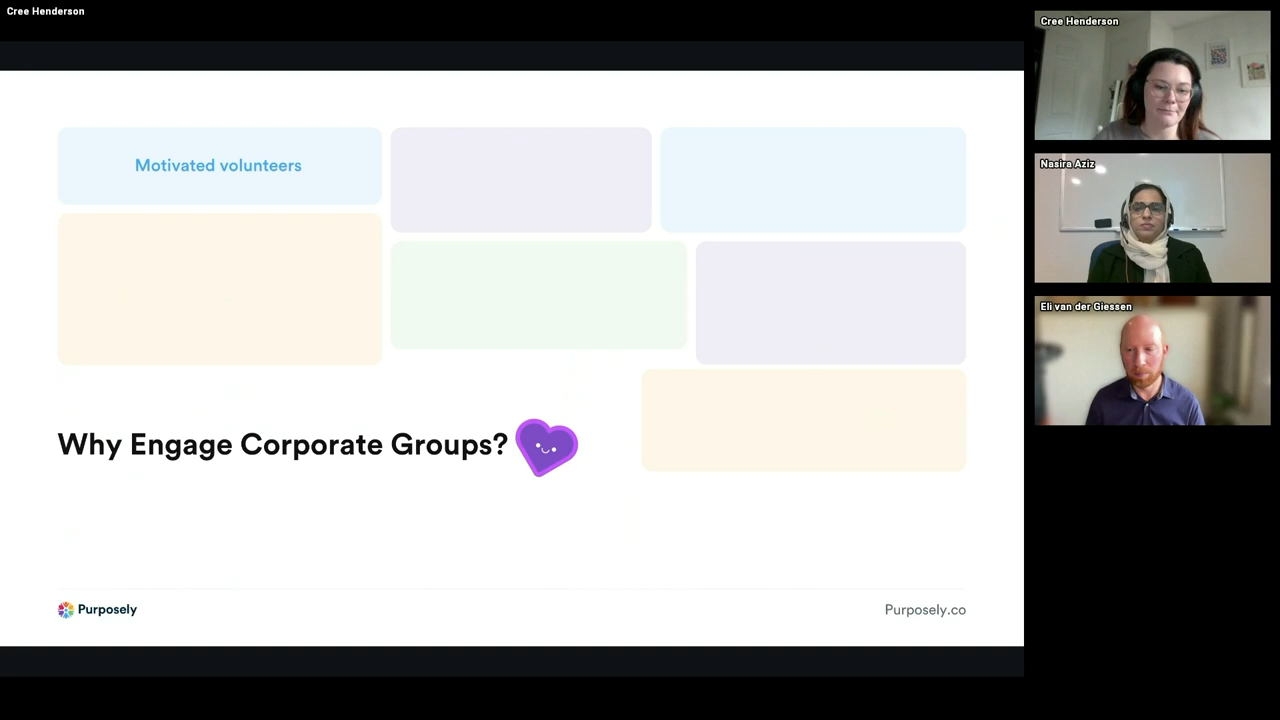 Cree Henderson
Motivated volunteers
Why Engage Corporate Groups?
Purposely
Purposely.co
Cree Henderson
Nasira Aziz
Eli van der Giessen